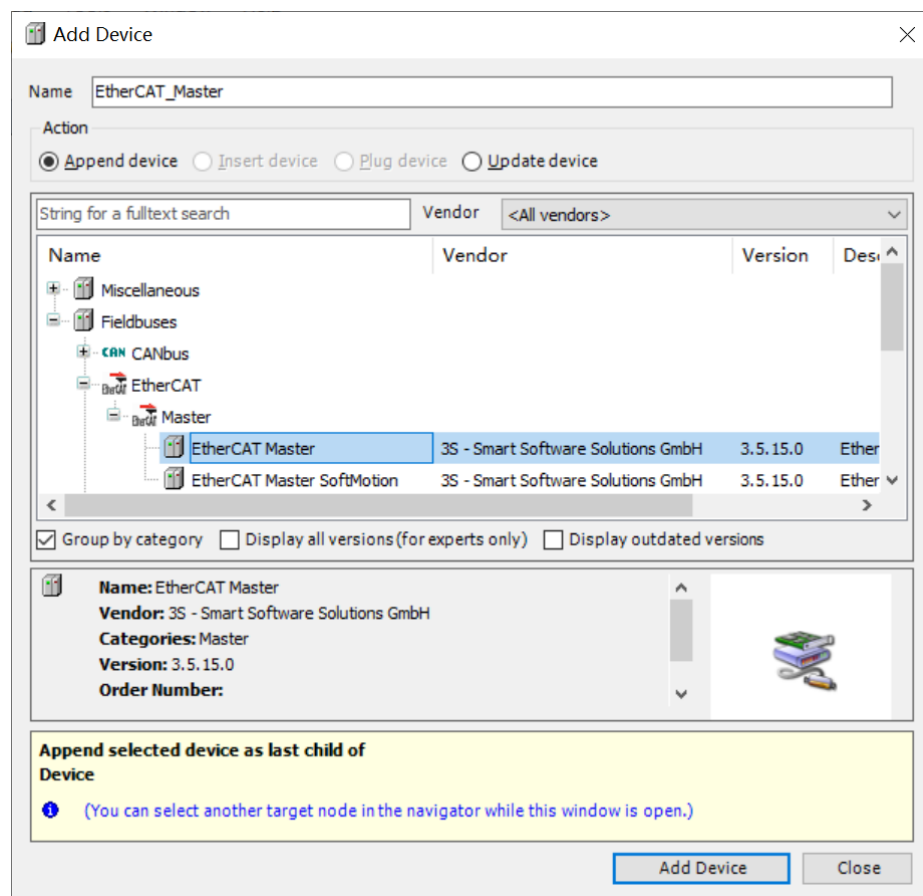 Add Device
Name EtherCAT_Master
Action
Append device Insert device Plug device Update device
String for a fulltext search Vendor <All vendors>
Name Vendor Version Desc
Miscellaneous
Fieldbuses
CAN CANbus
EtherCAT
Master
EtherCAT Master 3S - Smart Software Solutions GmbH 3.5.15.0 Ether
EtherCAT Master SoftMotion 3S - Smart Software Solutions GmbH 3.5.15.0 Ether
Group by category Display all versions (for experts only) Display outdated versions
Name: EtherCAT Master
Vendor: 3S - Smart Software Solutions GmbH
Categories: Master
Version: 3.5.15.0
Order Number:
Append selected device as last child of
Device
(You can select another target node in the navigator while this window is open.)
Add Device Close